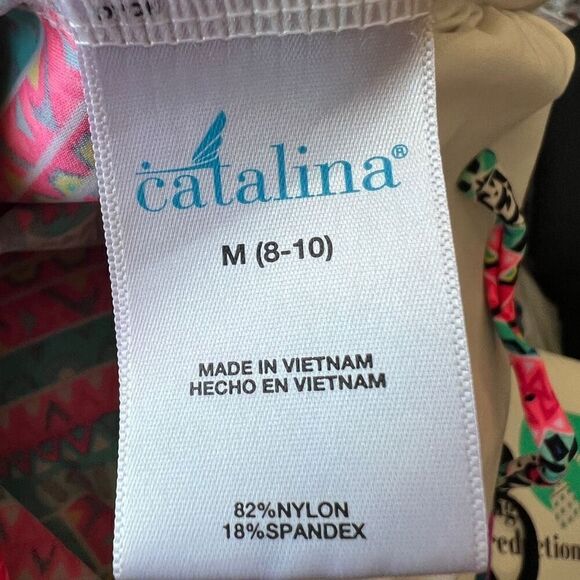 catalina®
M (8-10)
MADE IN VIETNAM
HECHO EN VIETNAM
82%NYLON
18%SPANDEX